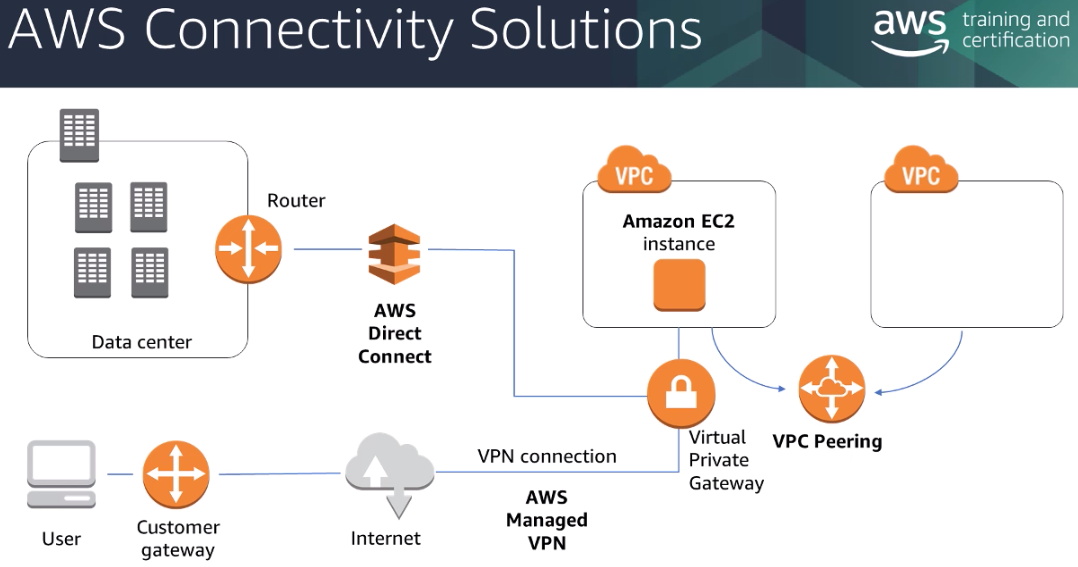 AWS Connectivity Solutions
aws
training and
certification
VPC
VPC
Router
Amazon EC2
instance
AWS
Direct
Connect
Data center
Virtual
Private
Gateway
VPC Peering
VPN connection
AWS
Managed
VPN
User
Customer
gateway
Internet